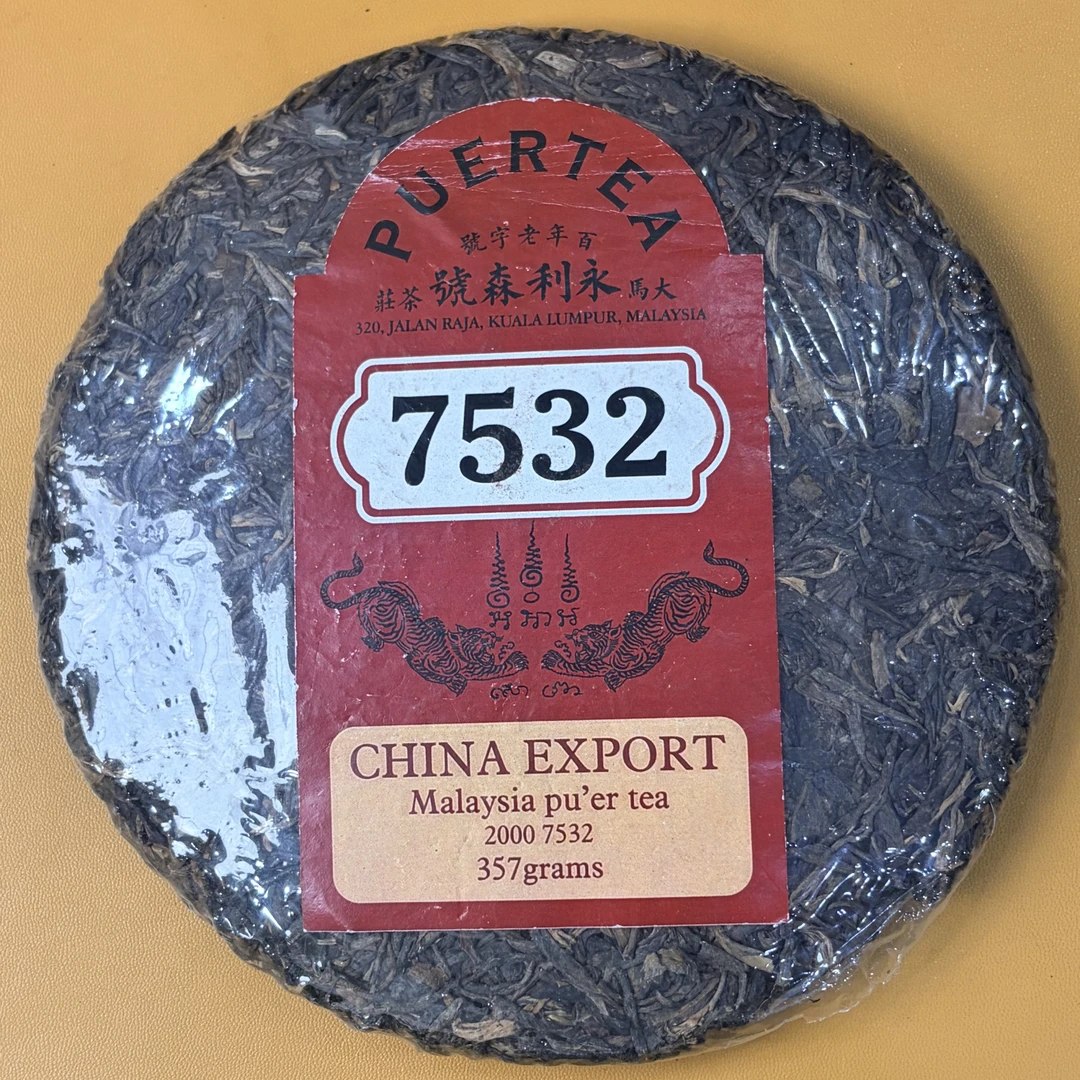 PUERTEA
百年老字號
大馬 永利森號 茶莊
320, JALAN RAJA, KUALA LUMPUR, MALAYSIA
7532
CHINA EXPORT
Malaysia pu'er tea
2000 7532
357grams